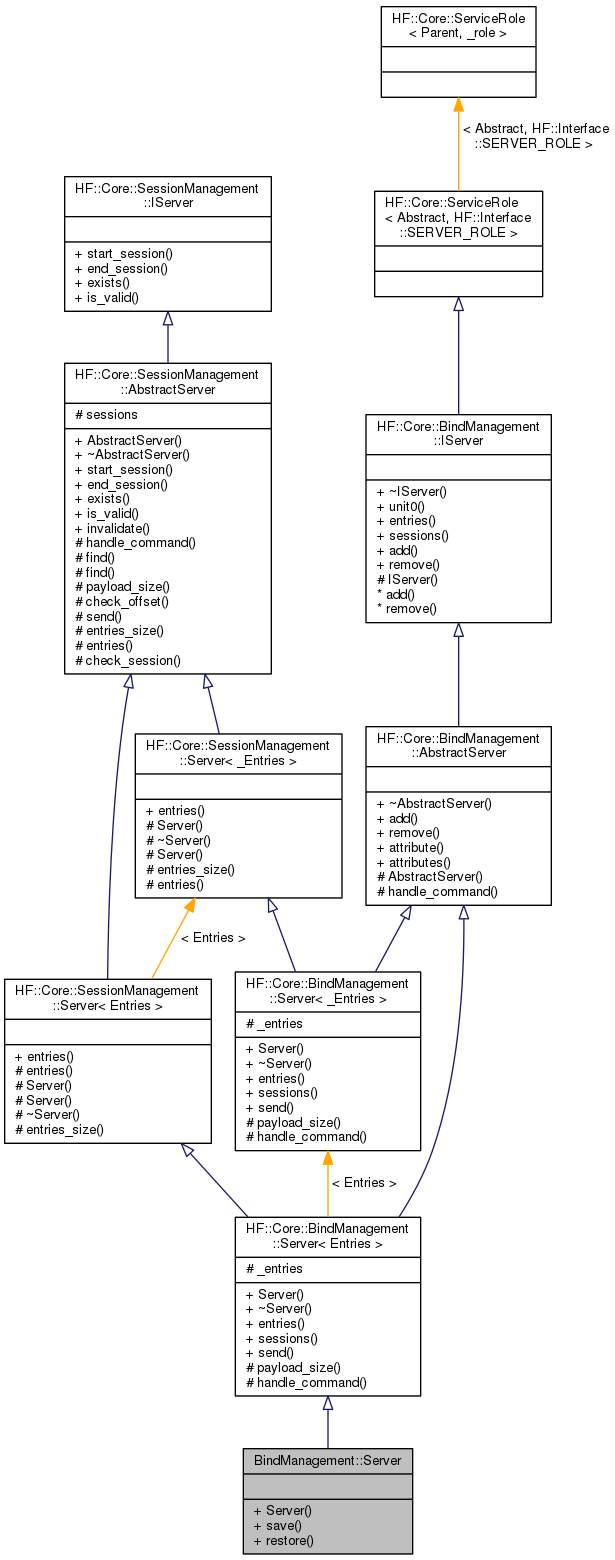 HF::Core::ServiceRole
< Parent, _role >
< Abstract, HF::Interface
::SERVER_ROLE >
HF::Core::SessionManagement
::IServer
+ start_session()
+ end_session()
+ exists()
+ is_valid()
HF::Core::ServiceRole
< Abstract, HF::Interface
::SERVER_ROLE >
HF::Core::SessionManagement
::AbstractServer
# sessions
+ AbstractServer()
+ ~AbstractServer()
+ start_session()
+ end_session()
+ exists()
+ is_valid()
+ invalidate()
# handle_command()
# find()
# find()
# payload_size()
# check_offset()
# send()
# entries_size()
# entries()
# check_session()
HF::Core::BindManagement
::IServer
+ ~IServer()
+ unit0()
+ entries()
+ sessions()
+ add()
+ remove()
# IServer()
* add()
* remove()
HF::Core::SessionManagement
::Server< _Entries >
+ entries()
# Server()
# ~Server()
# Server()
# entries_size()
# entries()
HF::Core::BindManagement
::AbstractServer
+ ~AbstractServer()
+ add()
+ remove()
+ attribute()
+ attributes()
# AbstractServer()
# handle_command()
< Entries >
HF::Core::SessionManagement
::Server< Entries >
+ entries()
# entries()
# Server()
# Server()
# ~Server()
# entries_size()
HF::Core::BindManagement
::Server< _Entries >
# _entries
+ Server()
+ ~Server()
+ entries()
+ sessions()
+ send()
# payload_size()
# handle_command()
< Entries >
HF::Core::BindManagement
::Server< Entries >
# _entries
+ Server()
+ ~Server()
+ entries()
+ sessions()
+ send()
# payload_size()
# handle_command()
BindManagement::Server
+ Server()
+ save()
+ restore()